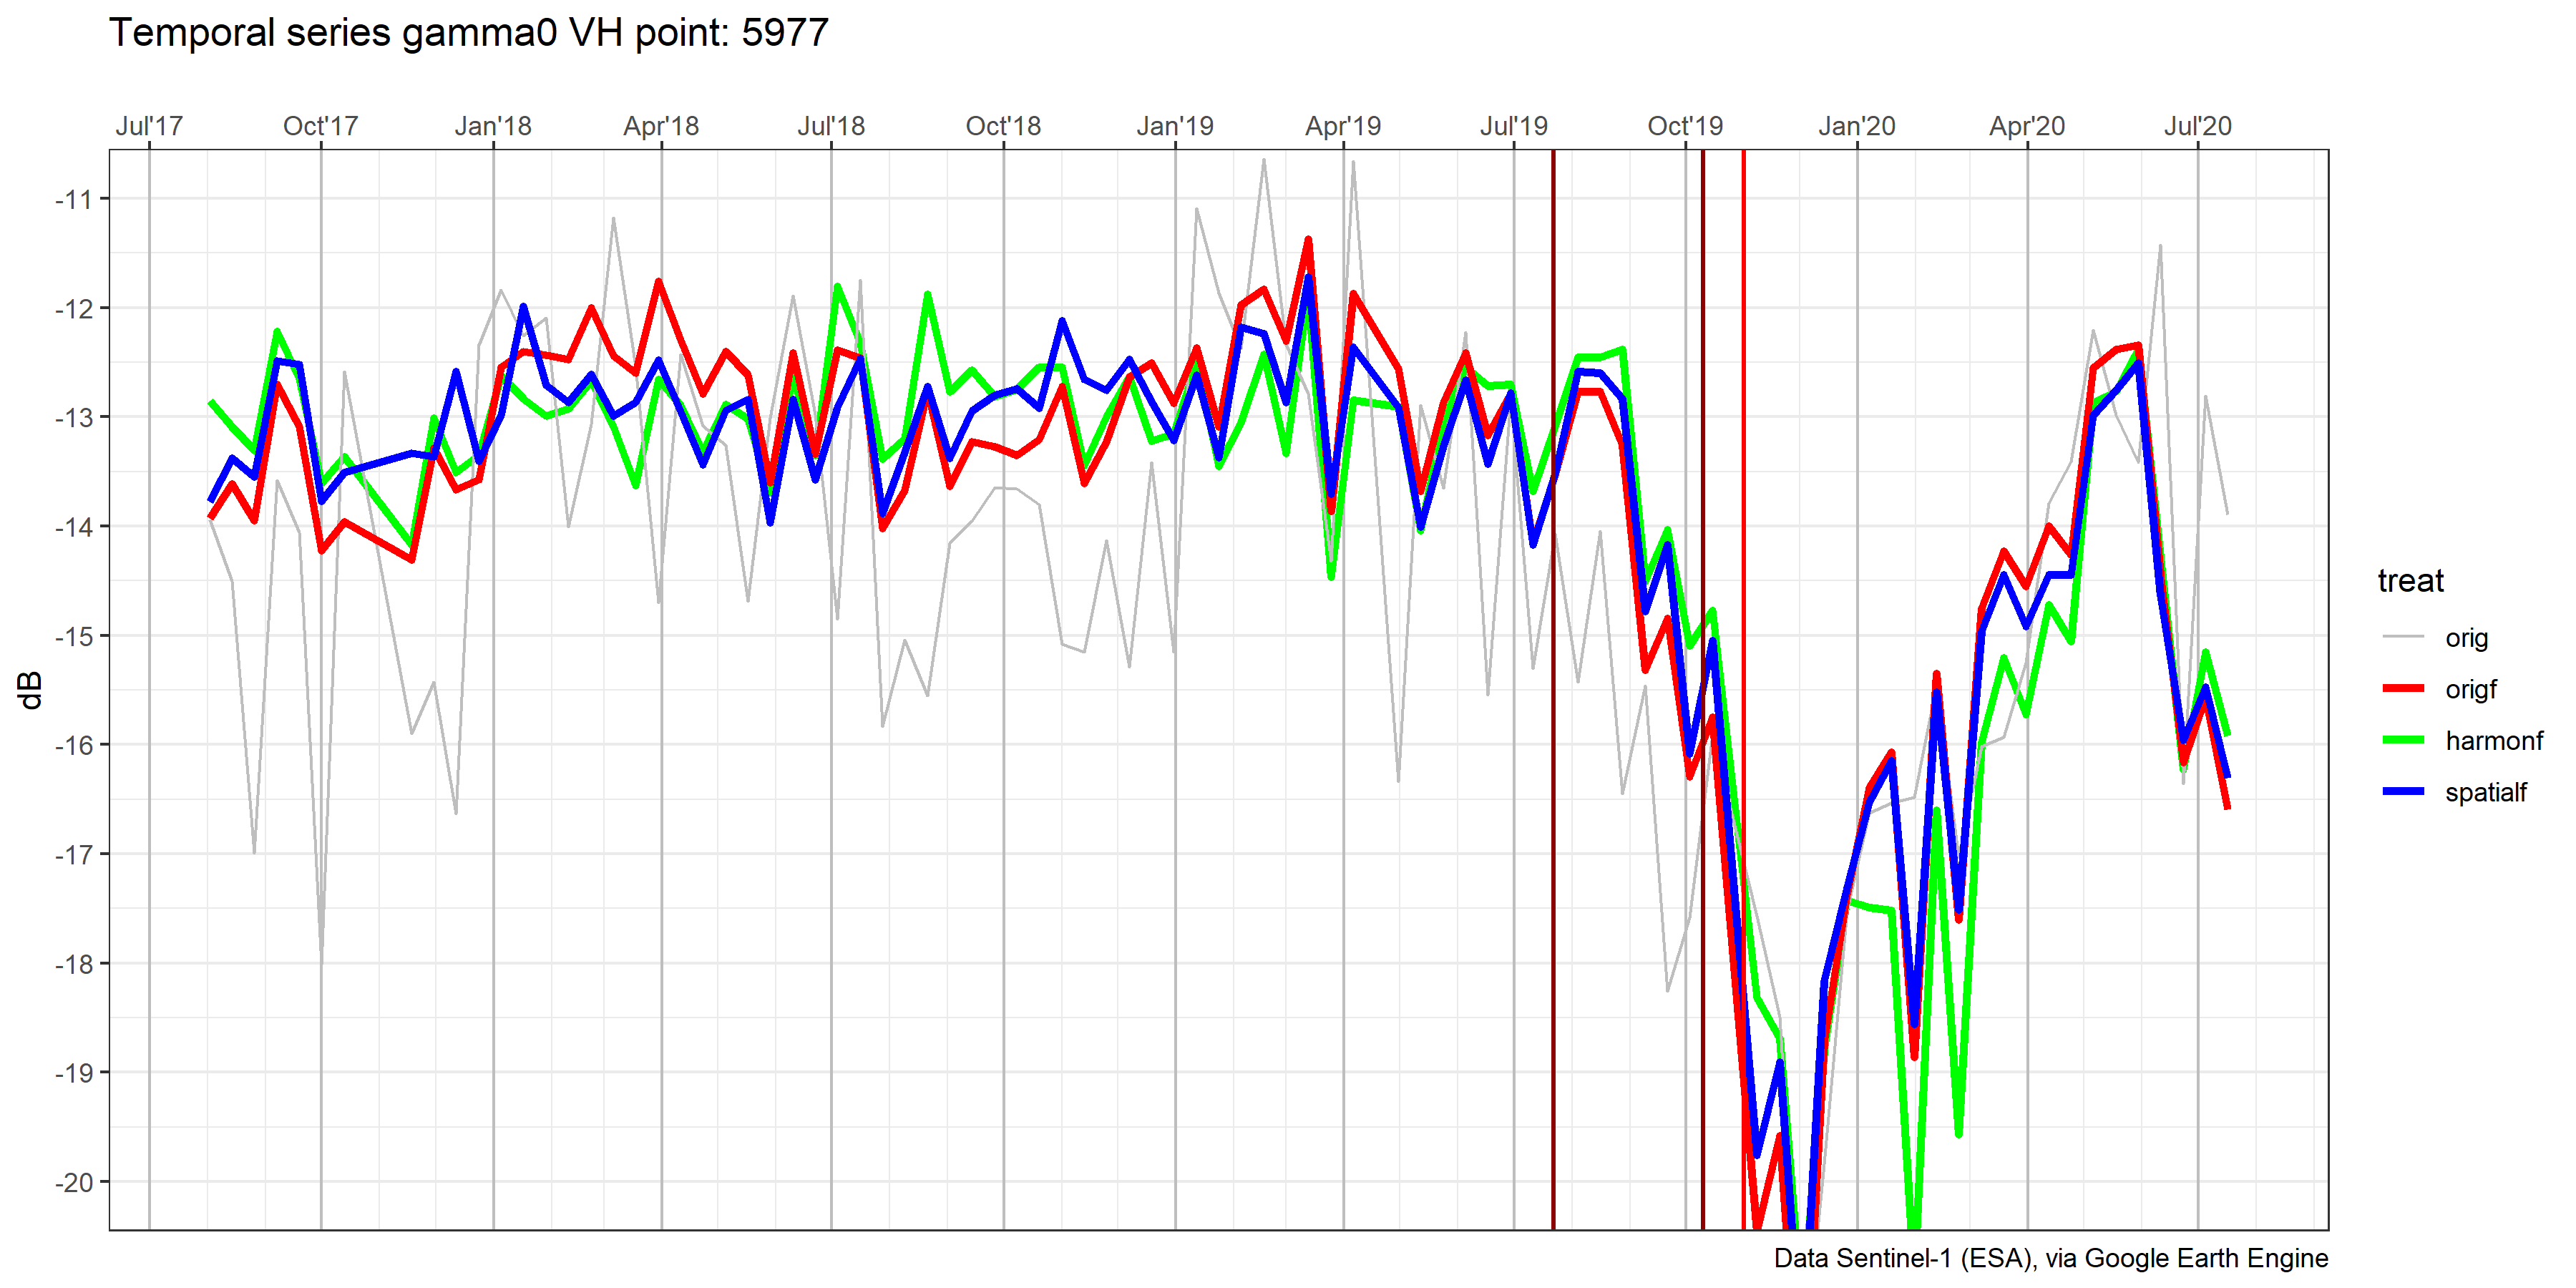 Temporal series gamma0 VH point: 5977
Jul'17 Oct'17 Jan'18 Apr'18 Jul'18 Oct'18 Jan'19 Apr'19 Jul'19 Oct'19 Jan'20 Apr'20 Jul'20
-11
-12
-13
-14
-15
-16
-17
-18
-19
-20
dB
treat
orig
origf
harmonf
spatialf
Data Sentinel-1 (ESA), via Google Earth Engine